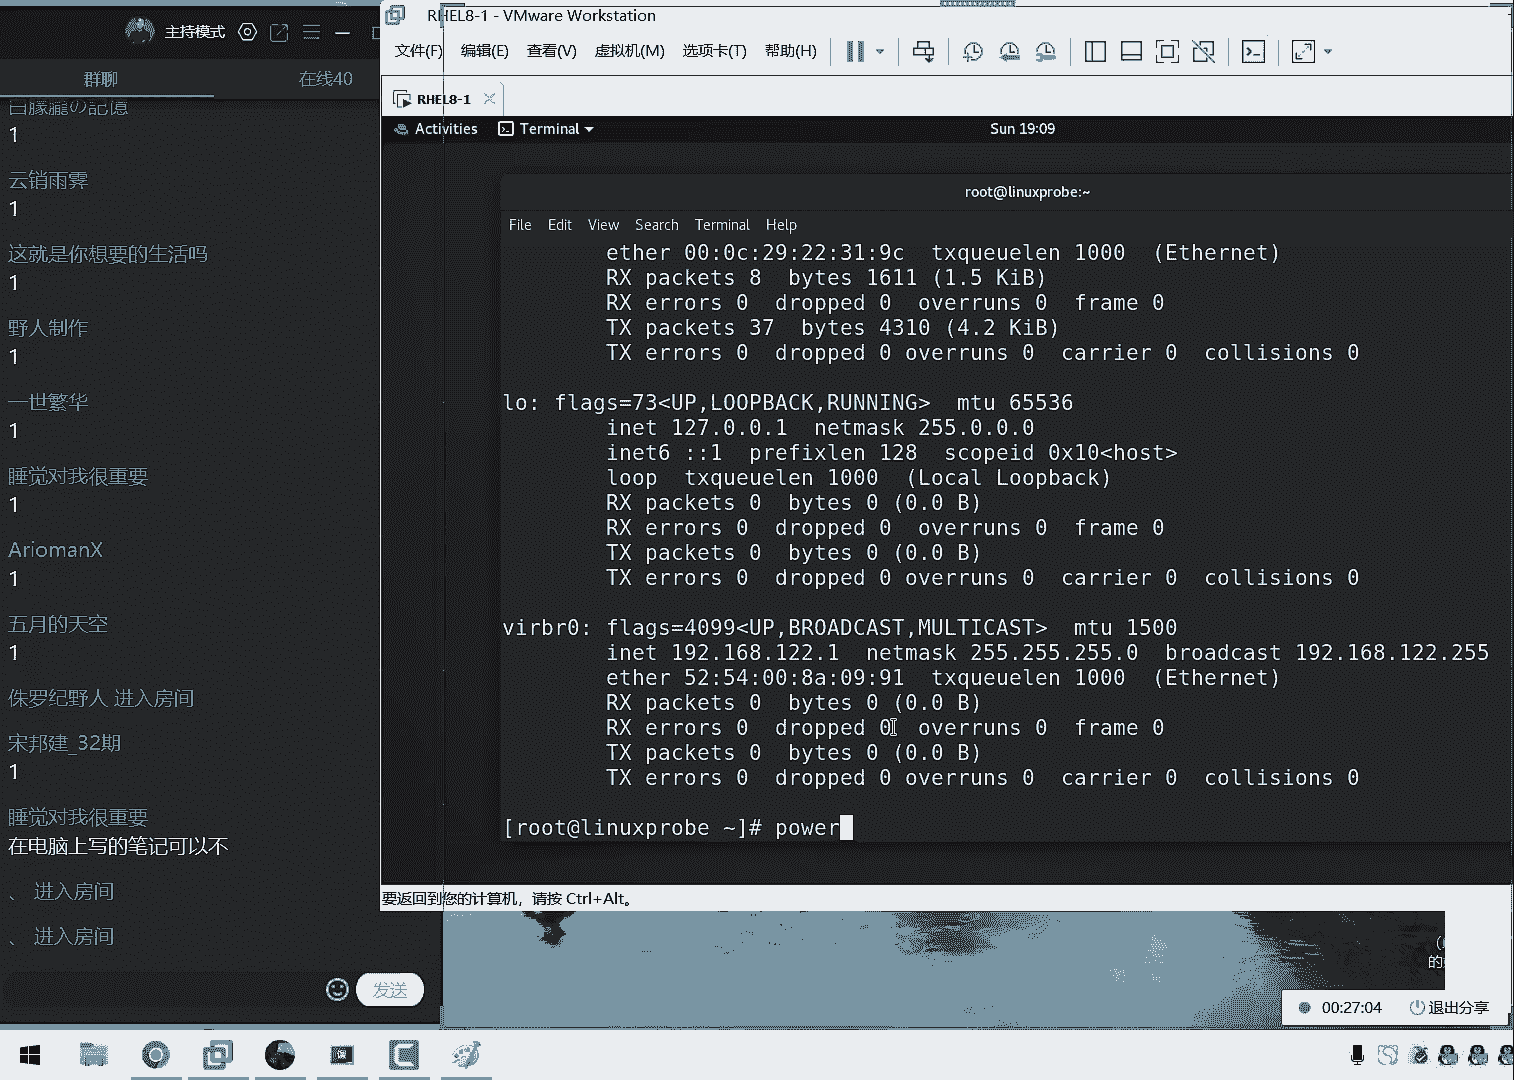 主持模式
群聊
在线40
白朦朧の記憶
1
云销雨霁
1
这就是你想要的生活吗
1
野人制作
1
一世繁华
1
睡觉对我很重要
1
AriomanX
1
五月的天空
1
侏罗纪野人 进入房间
宋邦建_32期
1
睡觉对我很重要
在电脑上写的笔记可以不
、 进入房间
、 进入房间
发送
RHEL8-1 - VMware Workstation
文件(F) 编辑(E) 查看(V) 虚拟机(M) 选项卡(T) 帮助(H)
RHEL8-1
Activities Terminal Sun 19:09
root@linuxprobe:~
File Edit View Search Terminal Help
ether 00:0c:29:22:31:9c txqueuelen 1000 (Ethernet)
RX packets 8 bytes 1611 (1.5 KiB)
RX errors 0 dropped 0 overruns 0 frame 0
TX packets 37 bytes 4310 (4.2 KiB)
TX errors 0 dropped 0 overruns 0 carrier 0 collisions 0
lo: flags=73<UP,LOOPBACK,RUNNING> mtu 65536
inet 127.0.0.1 netmask 255.0.0.0
inet6 ::1 prefixlen 128 scopeid 0x10<host>
loop txqueuelen 1000 (Local Loopback)
RX packets 0 bytes 0 (0.0 B)
RX errors 0 dropped 0 overruns 0 frame 0
TX packets 0 bytes 0 (0.0 B)
TX errors 0 dropped 0 overruns 0 carrier 0 collisions 0
virbr0: flags=4099<UP,BROADCAST,MULTICAST> mtu 1500
inet 192.168.122.1 netmask 255.255.255.0 broadcast 192.168.122.255
ether 52:54:00:8a:09:91 txqueuelen 1000 (Ethernet)
RX packets 0 bytes 0 (0.0 B)
RX errors 0 dropped 0 overruns 0 frame 0
TX packets 0 bytes 0 (0.0 B)
TX errors 0 dropped 0 overruns 0 carrier 0 collisions 0
[root@linuxprobe ~]# power
要返回到您的计算机，请按 Ctrl+Alt。
的
00:27:04 退出分享